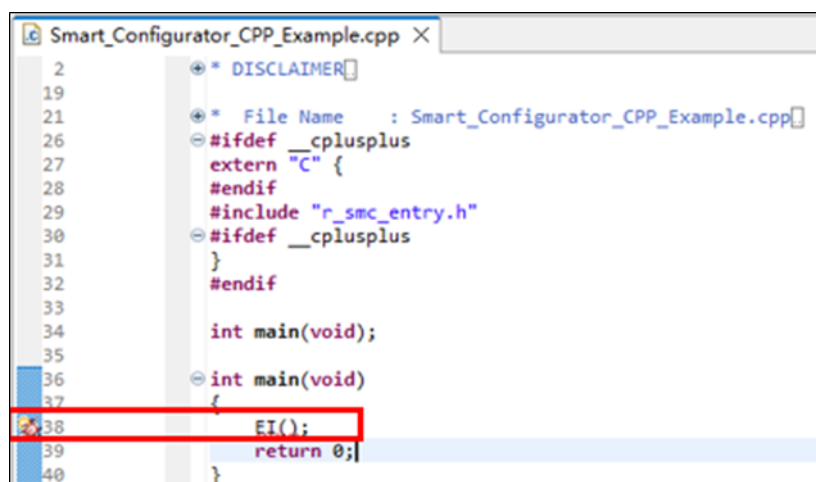 Smart_Configurator_CPP_Example.cpp
2 * DISCLAIMER
19
21 * File Name : Smart_Configurator_CPP_Example.cpp
26 #ifdef __cplusplus
27 extern "C" {
28 #endif
29 #include "r_smc_entry.h"
30 #ifdef __cplusplus
31 }
32 #endif
33
34 int main(void);
35
36 int main(void)
37 {
38 EI();
39 return 0;
40 }